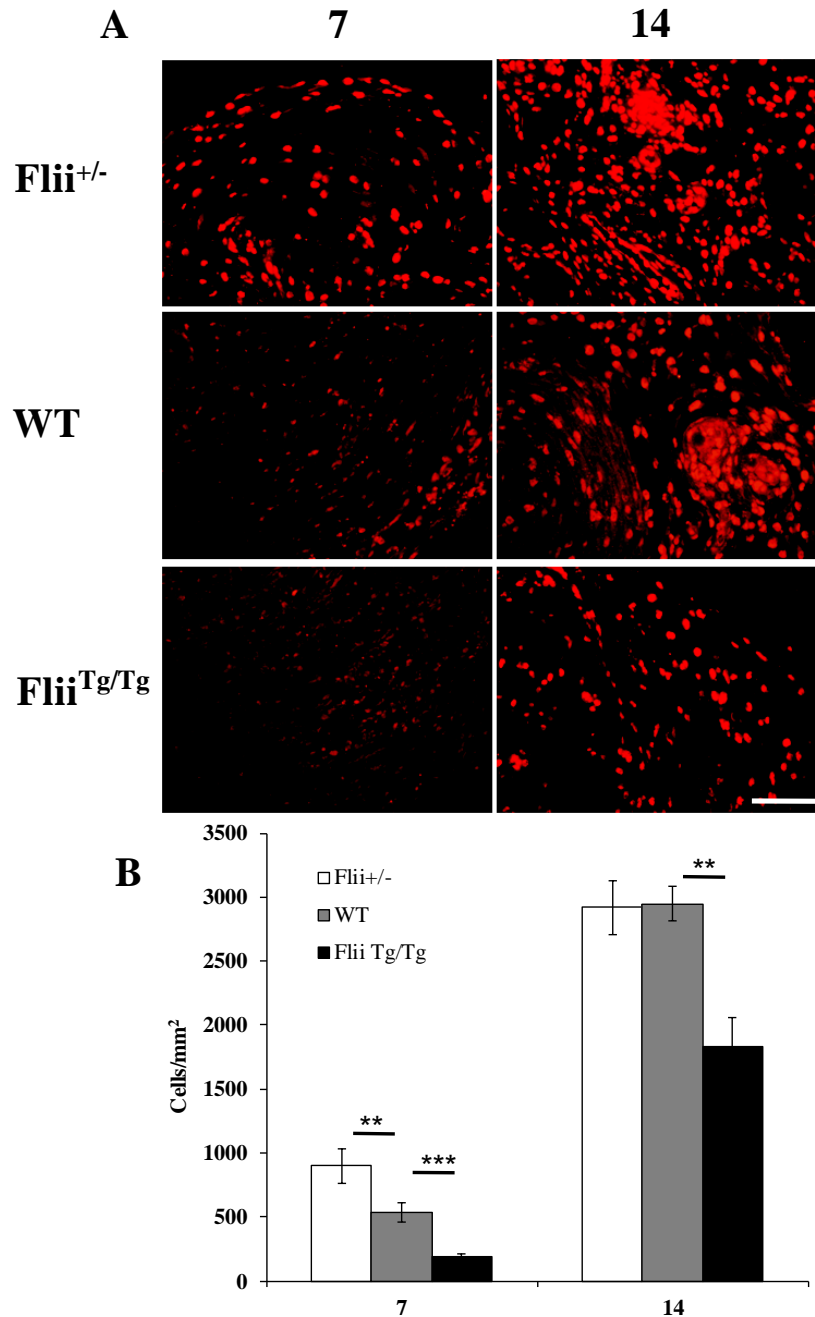 A 7 14
Flii+/-
WT
FliiTg/Tg
B
3500
3000
2500
2000
1500
1000
500
0
Cells/mm²
Flii+/-
WT
Flii Tg/Tg
**
***
**
7 14